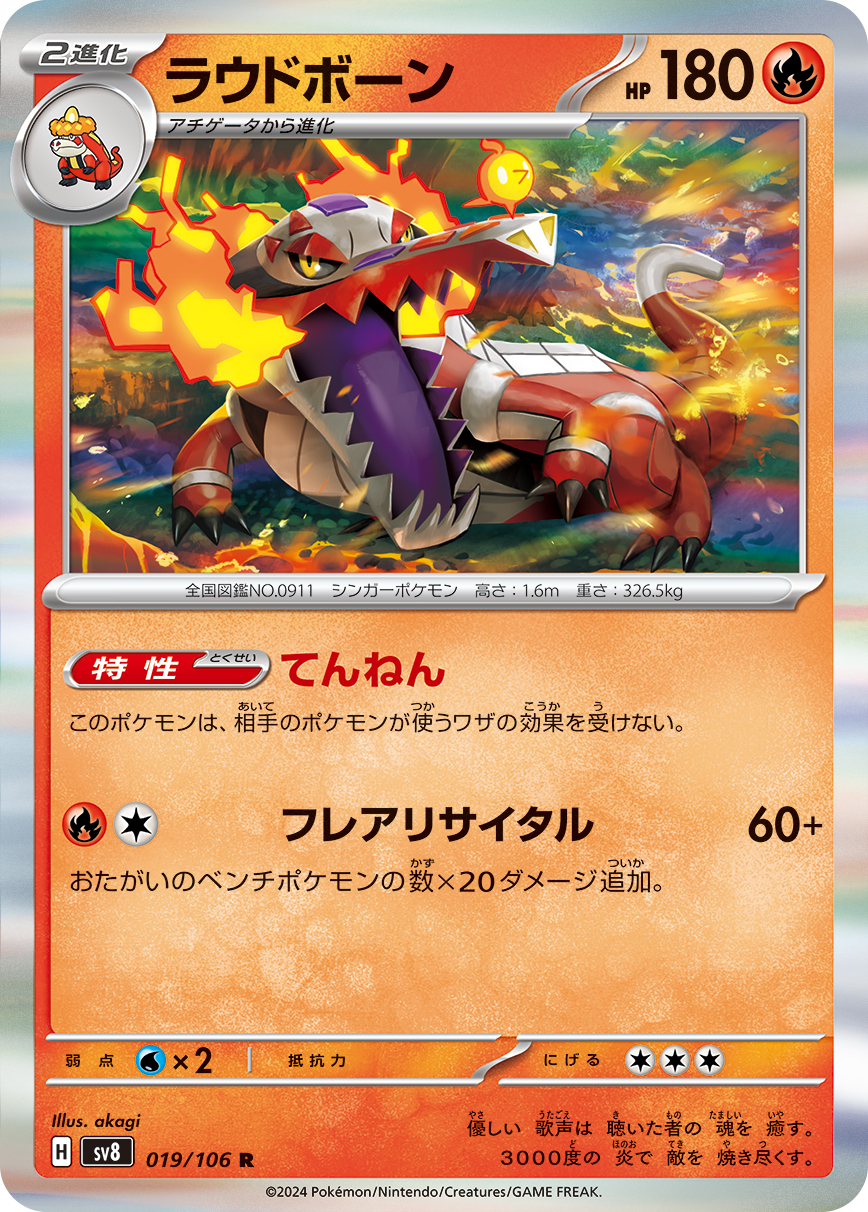 2進化
ラウドボーン
HP 180
アチゲータから進化
全国図鑑NO.0911 シンガーポケモン 高さ：1.6m 重さ：326.5kg
特性
とくせい
てんねん
あいて つか こうか う
このポケモンは、相手のポケモンが使うワザの効果を受けない。
フレアリサイタル 60+
かず ついか
おたがいのベンチポケモンの数×20ダメージ追加。
弱点 ×2 抵抗力 にげる
Illus. akagi
やさ うたごえ き もの たましい いや
優しい 歌声は 聴いた者の 魂を 癒す。
ど ほのお てき や つ
3000度の 炎で 敵を 焼き尽くす。
H sv8 019/106 R
©2024 Pokémon/Nintendo/Creatures/GAME FREAK.